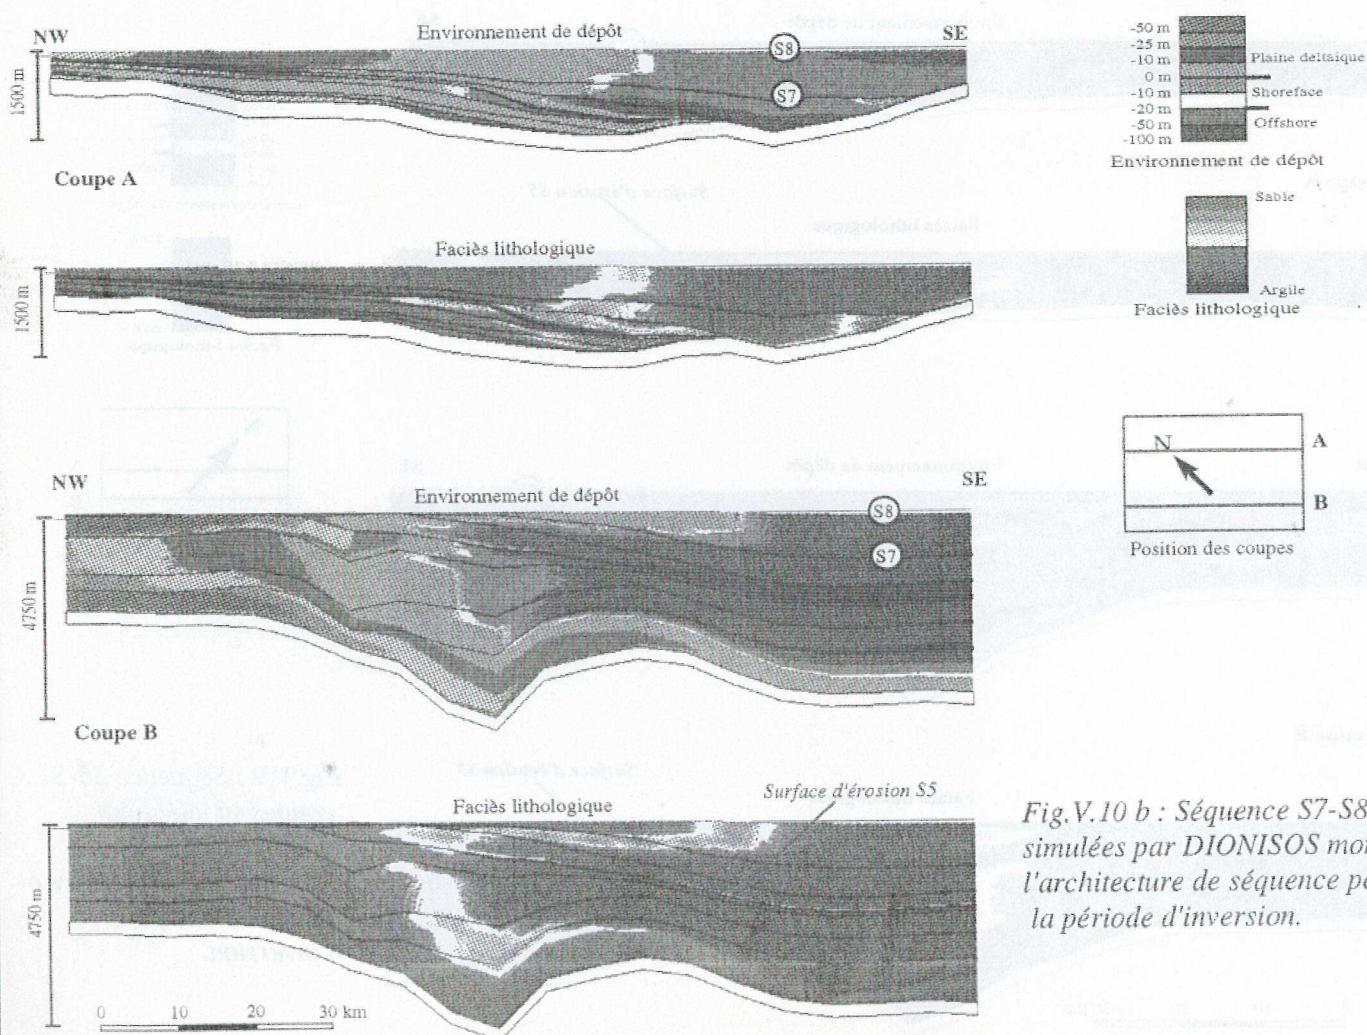 NW
Environnement de dépôt
SE
S8
S7
1500 m
Coupe A
Faciès lithologique
1500 m
-50 m
-25 m
-10 m
0 m
-10 m
-20 m
-50 m
-100 m
Plaine deltaique
Shoreface
Offshore
Environnement de dépôt
Sable
Argile
Faciès lithologique
N
A
B
Position des coupes
NW
Environnement de dépôt
SE
S8
S7
4750 m
Coupe B
Faciès lithologique
Surface d'érosion S5
4750 m
0 10 20 30 km
Fig.V.10 b : Séquence S7-S8
simulées par DIONISOS mon
l'architecture de séquence pe
la période d'inversion.